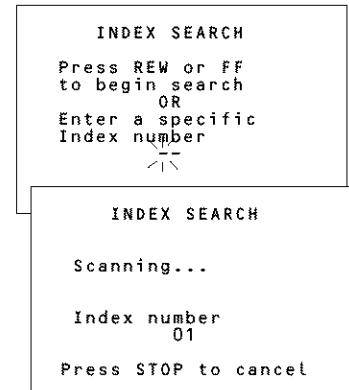 INDEX SEARCH
Press REW or FF
to begin search
OR
Enter a specific
Index number
--
INDEX SEARCH
Scanning...
Index number
01
Press STOP to cancel